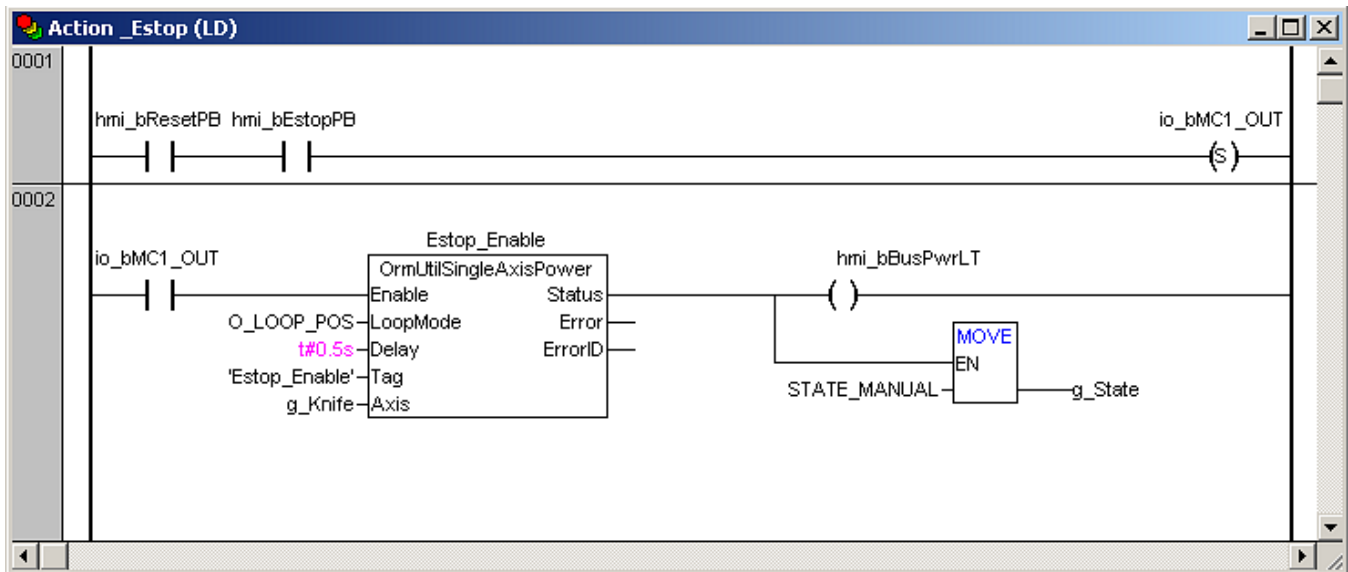 Action _Estop (LD)
0001
hmi_bResetPB hmi_bEstopPB
io_bMC1_OUT
S
0002
Estop_Enable
io_bMC1_OUT
OrmUtilSingleAxisPower
hmi_bBusPwrLT
Enable Status
O_LOOP_POS LoopMode Error
t#0.5s Delay ErrorID
'Estop_Enable' Tag
g_Knife Axis
MOVE
EN
STATE_MANUAL g_State